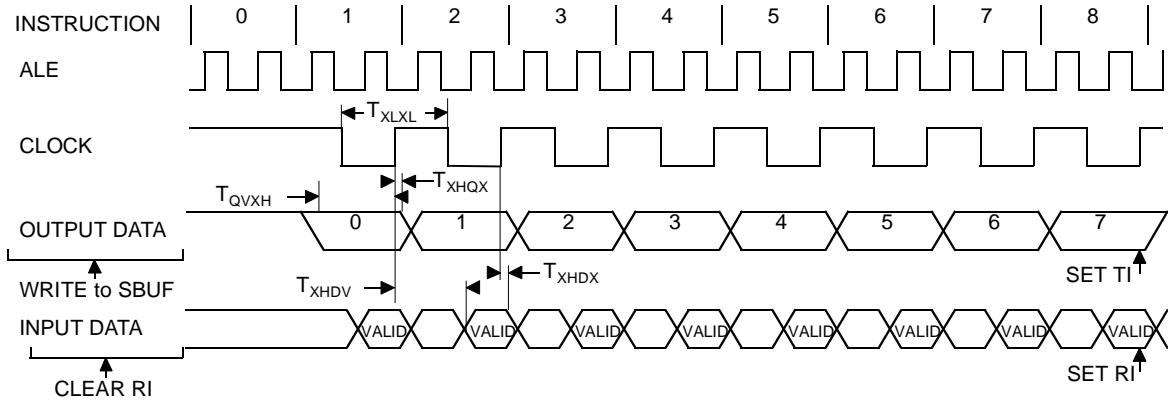 INSTRUCTION 0 1 2 3 4 5 6 7 8
ALE
T_XLXL
CLOCK
T_XHQX
T_QVXH
OUTPUT DATA 0 1 2 3 4 5 6 7
T_XHDX
SET TI
WRITE to SBUF
T_XHDV
INPUT DATA VALID VALID VALID VALID VALID VALID VALID VALID
SET RI
CLEAR RI